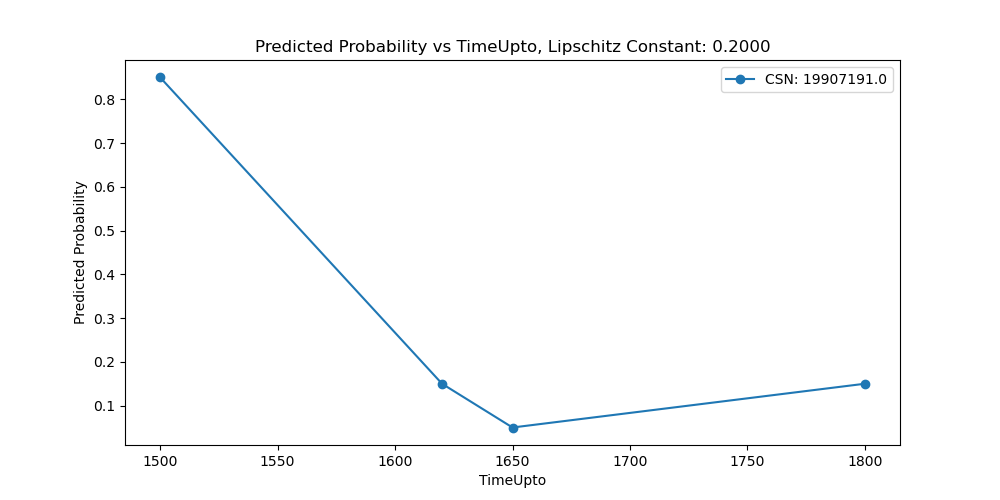 Predicted Probability vs TimeUpto, Lipschitz Constant: 0.2000
CSN: 19907191.0
Predicted Probability
0.8
0.7
0.6
0.5
0.4
0.3
0.2
0.1
1500 1550 1600 1650 1700 1750 1800
TimeUpto